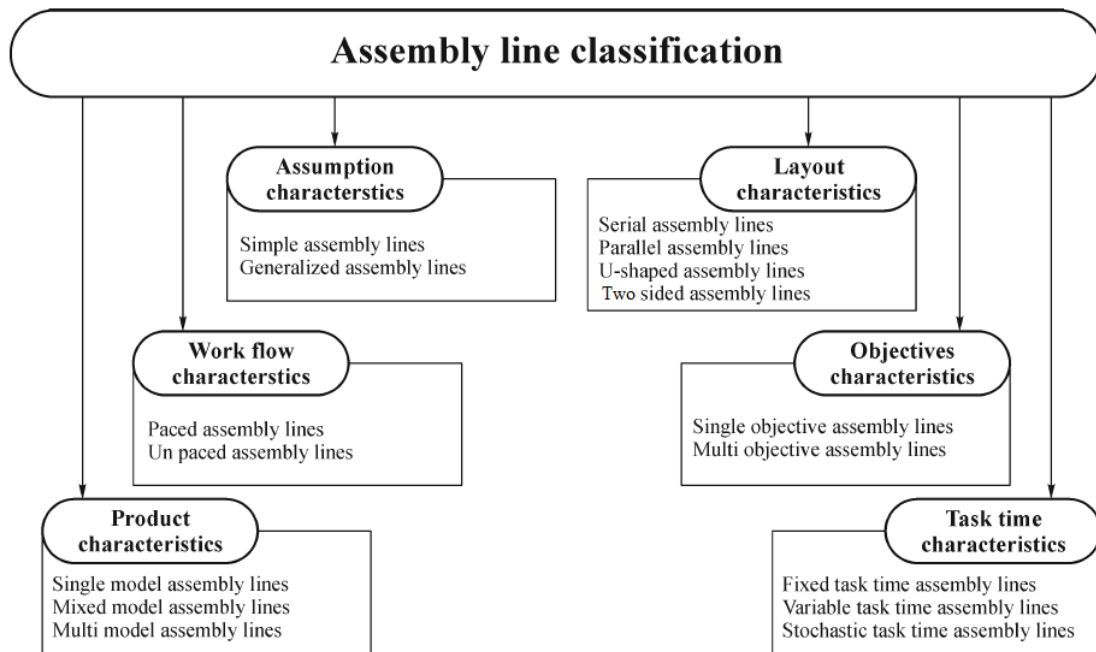 Assembly line classification
Assumption
characterstics
Simple assembly lines
Generalized assembly lines
Layout
characteristics
Serial assembly lines
Parallel assembly lines
U-shaped assembly lines
Two sided assembly lines
Work flow
characterstics
Paced assembly lines
Un paced assembly lines
Objectives
characteristics
Single objective assembly lines
Multi objective assembly lines
Product
characteristics
Single model assembly lines
Mixed model assembly lines
Multi model assembly lines
Task time
characteristics
Fixed task time assembly lines
Variable task time assembly lines
Stochastic task time assembly lines